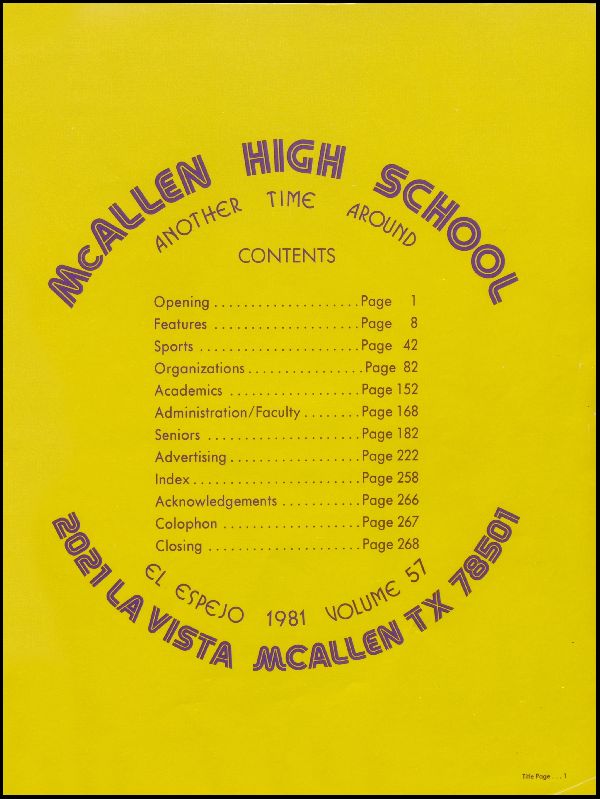 McALLEN HIGH SCHOOL
ANOTHER TIME AROUND
CONTENTS
Opening ................... Page 1
Features ................... Page 8
Sports ..................... Page 42
Organizations ............... Page 82
Academics ................. Page 152
Administration/Faculty ........ Page 168
Seniors .................... Page 182
Advertising ................. Page 222
Index ...................... Page 258
Acknowledgements .......... Page 266
Colophon .................. Page 267
Closing .................... Page 268
EL ESPEJO 1981 VOLUME 57
2021 LA VISTA MCALLEN TX 78501
Title Page . . . 1